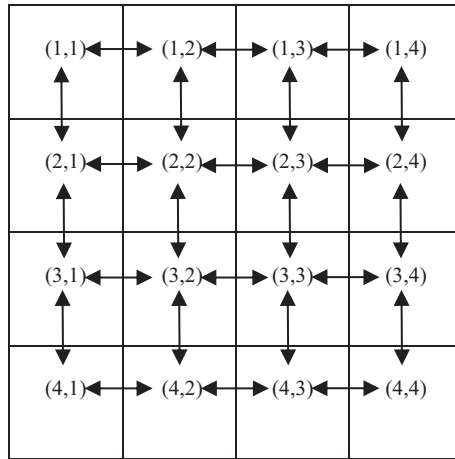 (1,1) (1,2) (1,3) (1,4)
(2,1) (2,2) (2,3) (2,4)
(3,1) (3,2) (3,3) (3,4)
(4,1) (4,2) (4,3) (4,4)